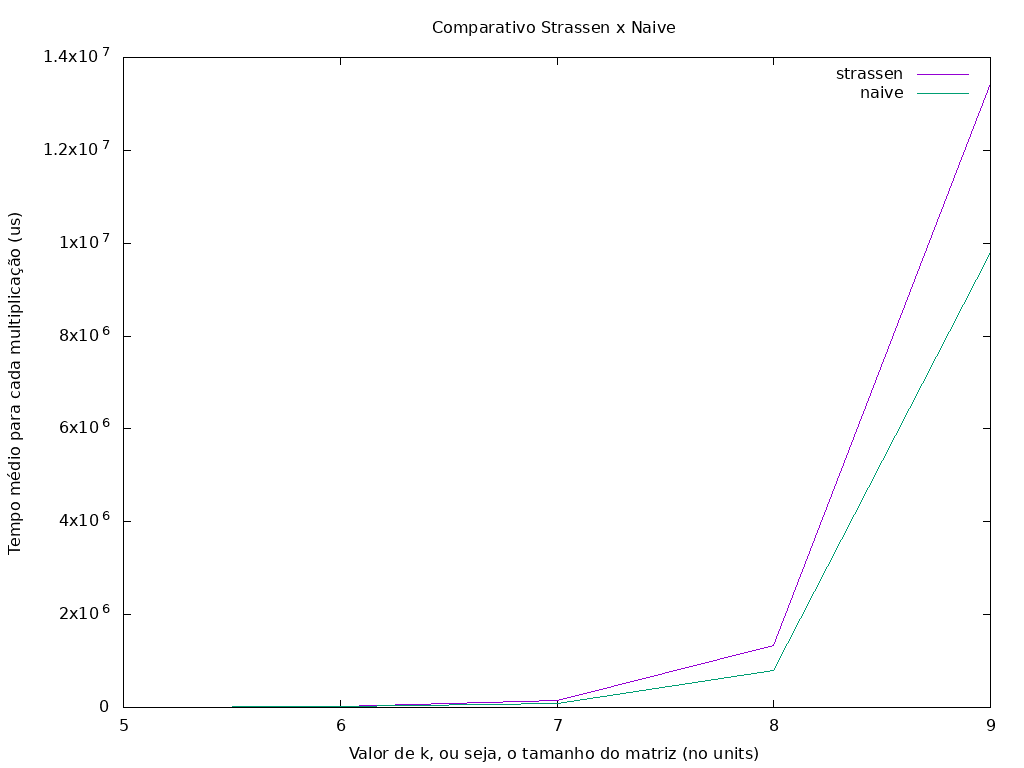 Comparativo Strassen x Naive
1.4x10^7
1.2x10^7
1x10^7
8x10^6
6x10^6
4x10^6
2x10^6
0
5 6 7 8 9
strassen
naive
Tempo médio para cada multiplicação (us)
Valor de k, ou seja, o tamanho do matriz (no units)